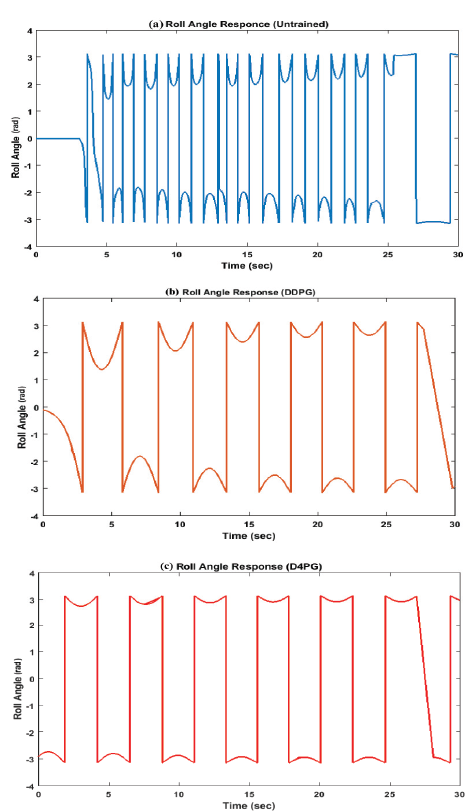 (a) Roll Angle Responce (Untrained)
4
3
2
1
0
-1
-2
-3
-4
Roll Angle (rad)
0 5 10 15 20 25 30
Time (sec)
(b) Roll Angle Response (DDPG)
4
3
2
1
0
-1
-2
-3
-4
Roll Angle (rad)
0 5 10 15 20 25 30
Time (sec)
(c) Roll Angle Response (D4PG)
4
3
2
1
0
-1
-2
-3
-4
Roll Angle (rad)
0 5 10 15 20 25 30
Time (sec)